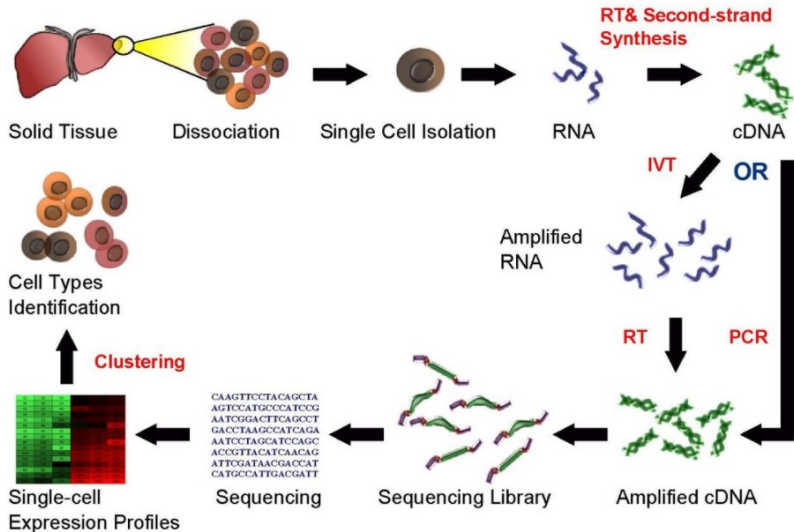 RT& Second-strand
Synthesis
Solid Tissue
Dissociation
Single Cell Isolation
RNA
cDNA
IVT
OR
Amplified
RNA
RT
PCR
Cell Types
Identification
Clustering
CAAGTTCCTACAGCTA
AGTCCATGCCCATCCG
AATCGGACTTCAGCCT
GACCTAAGCCATCAGA
AATCCTAGCATCCAGC
ACCGTTACATCAACAG
ATTCGATAACGACCAT
CATGCCATTGACGATT
Single-cell
Expression Profiles
Sequencing
Sequencing Library
Amplified cDNA